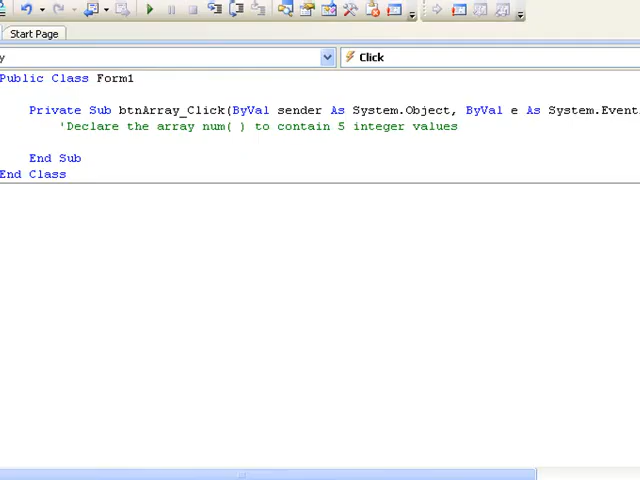 Start Page
y
Click
Public Class Form1
Private Sub btnArray_Click(ByVal sender As System.Object, ByVal e As System.Event
'Declare the array num( ) to contain 5 integer values
End Sub
End Class